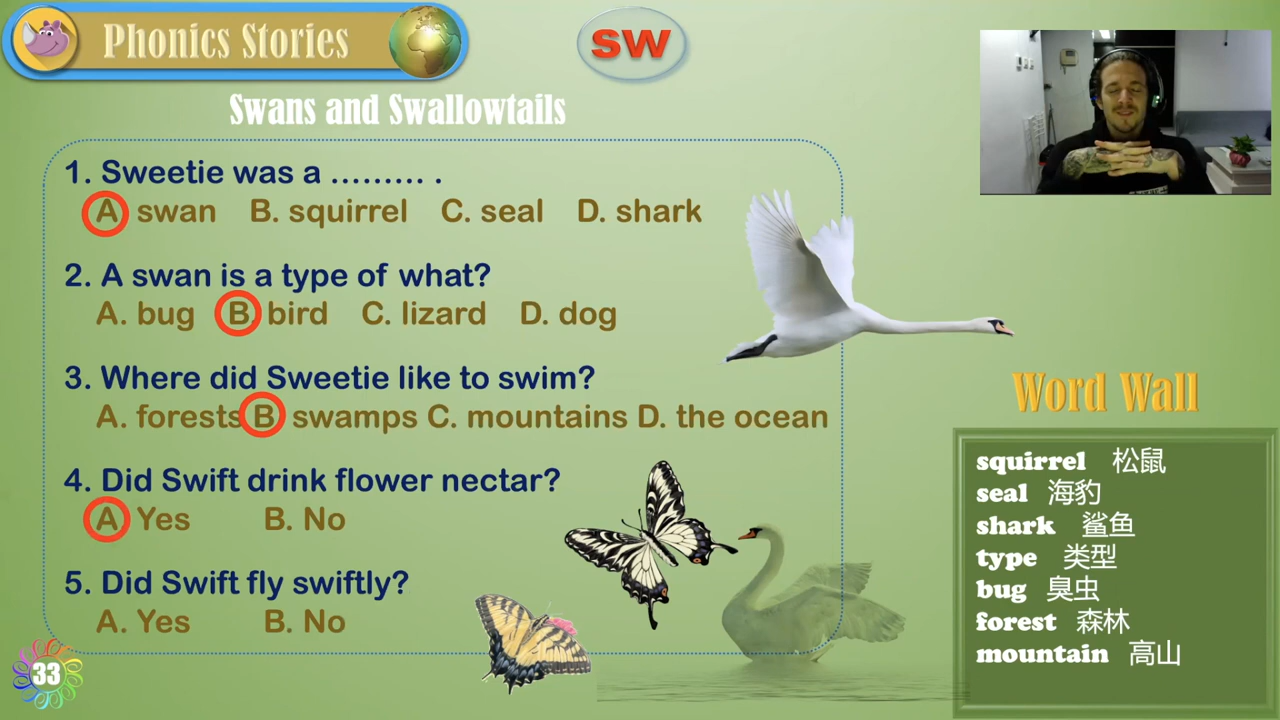 Phonics Stories
SW
Swans and Swallowtails
1. Sweetie was a ......... .
A swan B. squirrel C. seal D. shark
2. A swan is a type of what?
A. bug B. bird C. lizard D. dog
3. Where did Sweetie like to swim?
A. forests B swamps C. mountains D. the ocean
4. Did Swift drink flower nectar?
A Yes B. No
5. Did Swift fly swiftly?
A. Yes B. No
33
Word Wall
squirrel 松鼠
seal 海豹
shark 鲨鱼
type 类型
bug 臭虫
forest 森林
mountain 高山